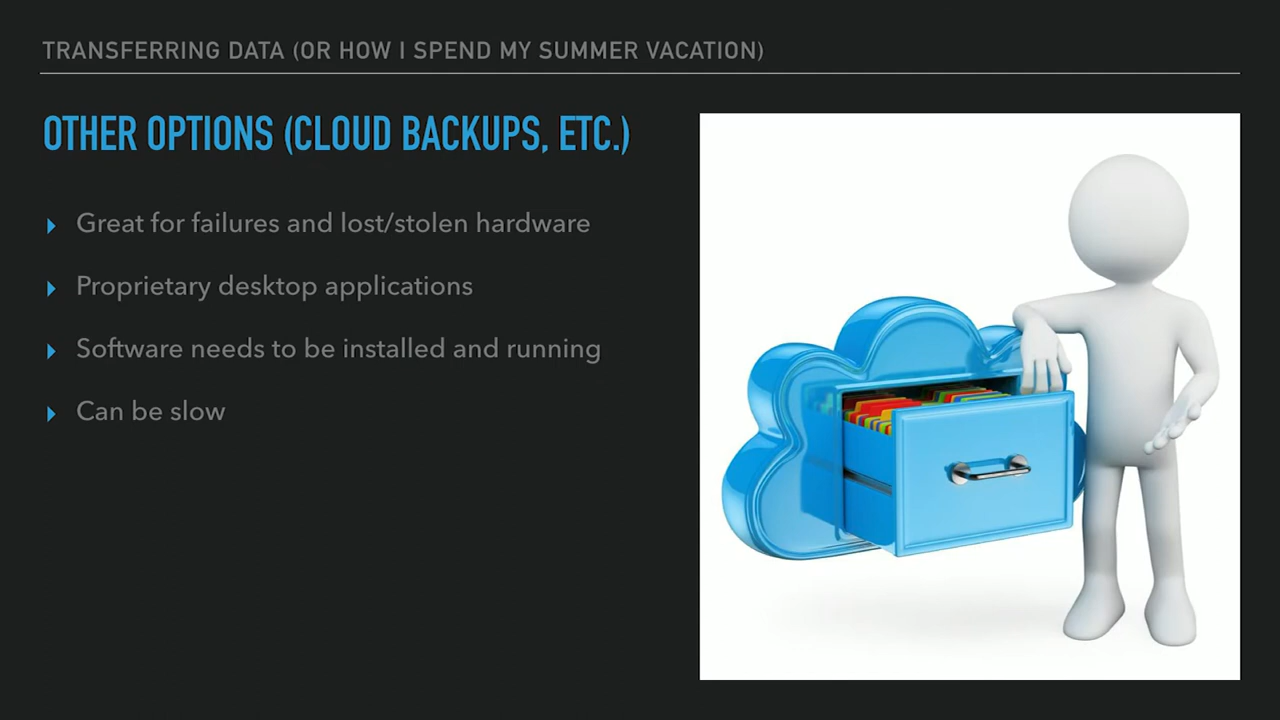 TRANSFERRING DATA (OR HOW I SPEND MY SUMMER VACATION)
OTHER OPTIONS (CLOUD BACKUPS, ETC.)
Great for failures and lost/stolen hardware
Proprietary desktop applications
Software needs to be installed and running
Can be slow